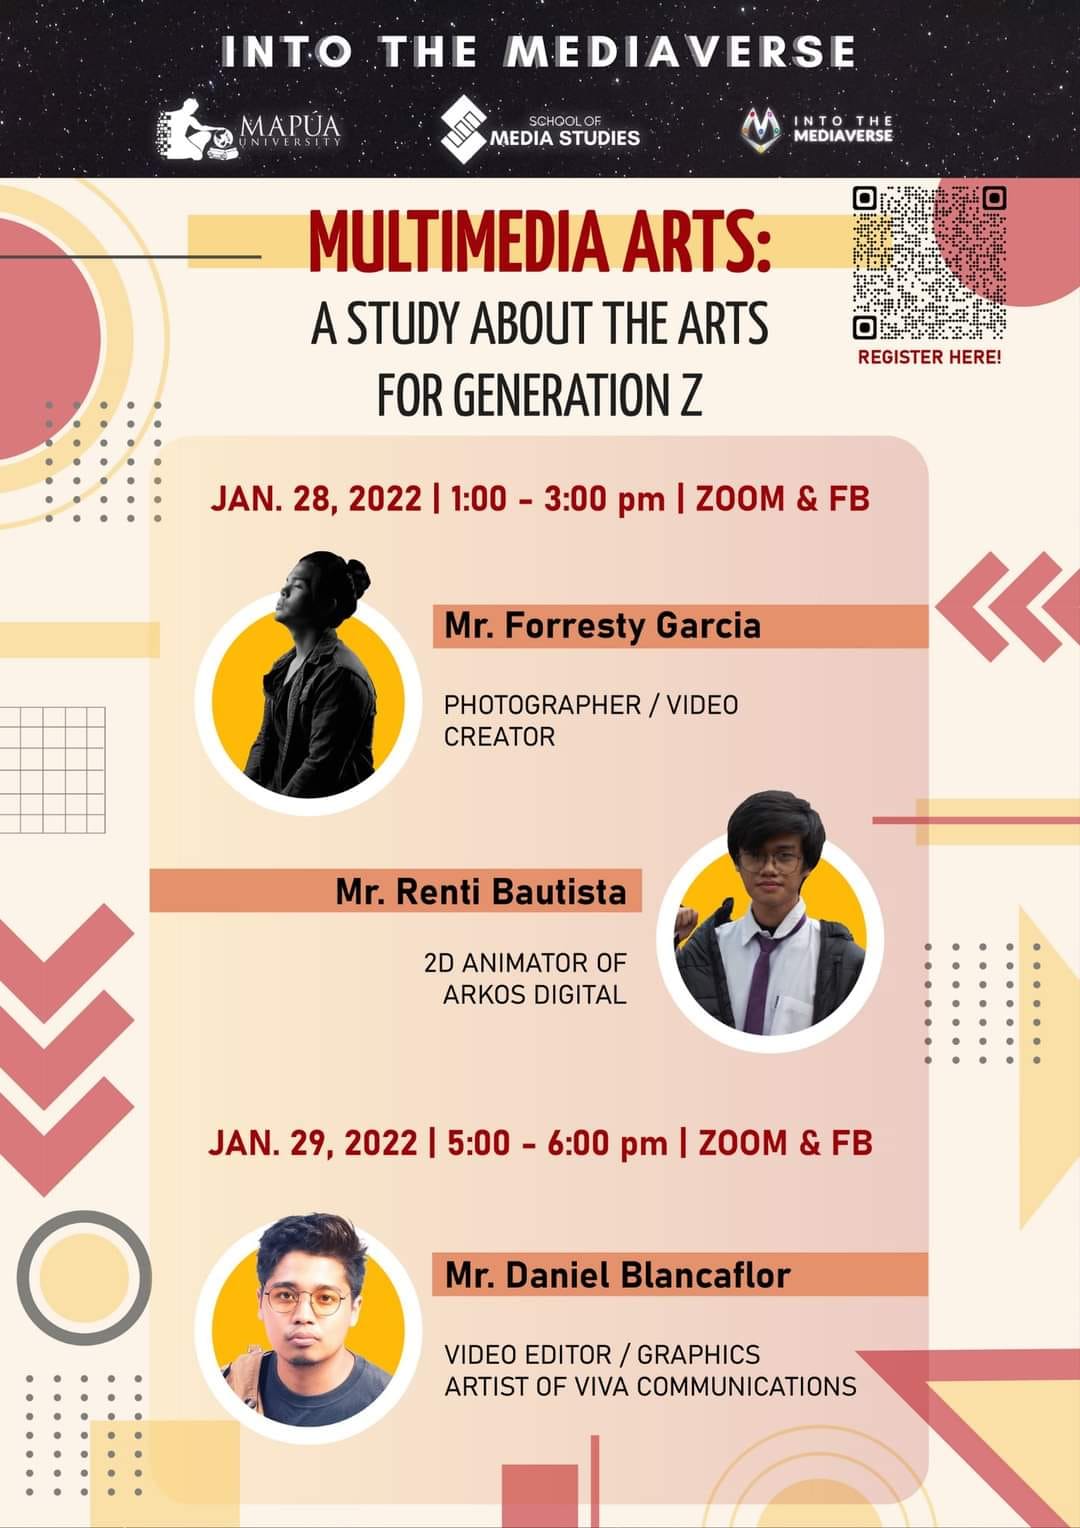 INTO THE MEDIAVERSE
MAPÚA
UNIVERSITY
SCHOOL OF
MEDIA STUDIES
INTO THE
MEDIAVERSE
MULTIMEDIA ARTS:
A STUDY ABOUT THE ARTS
FOR GENERATION Z
REGISTER HERE!
JAN. 28, 2022 | 1:00 - 3:00 pm | ZOOM & FB
Mr. Forresty Garcia
PHOTOGRAPHER / VIDEO
CREATOR
Mr. Renti Bautista
2D ANIMATOR OF
ARKOS DIGITAL
JAN. 29, 2022 | 5:00 - 6:00 pm | ZOOM & FB
Mr. Daniel Blancaflor
VIDEO EDITOR / GRAPHICS
ARTIST OF VIVA COMMUNICATIONS